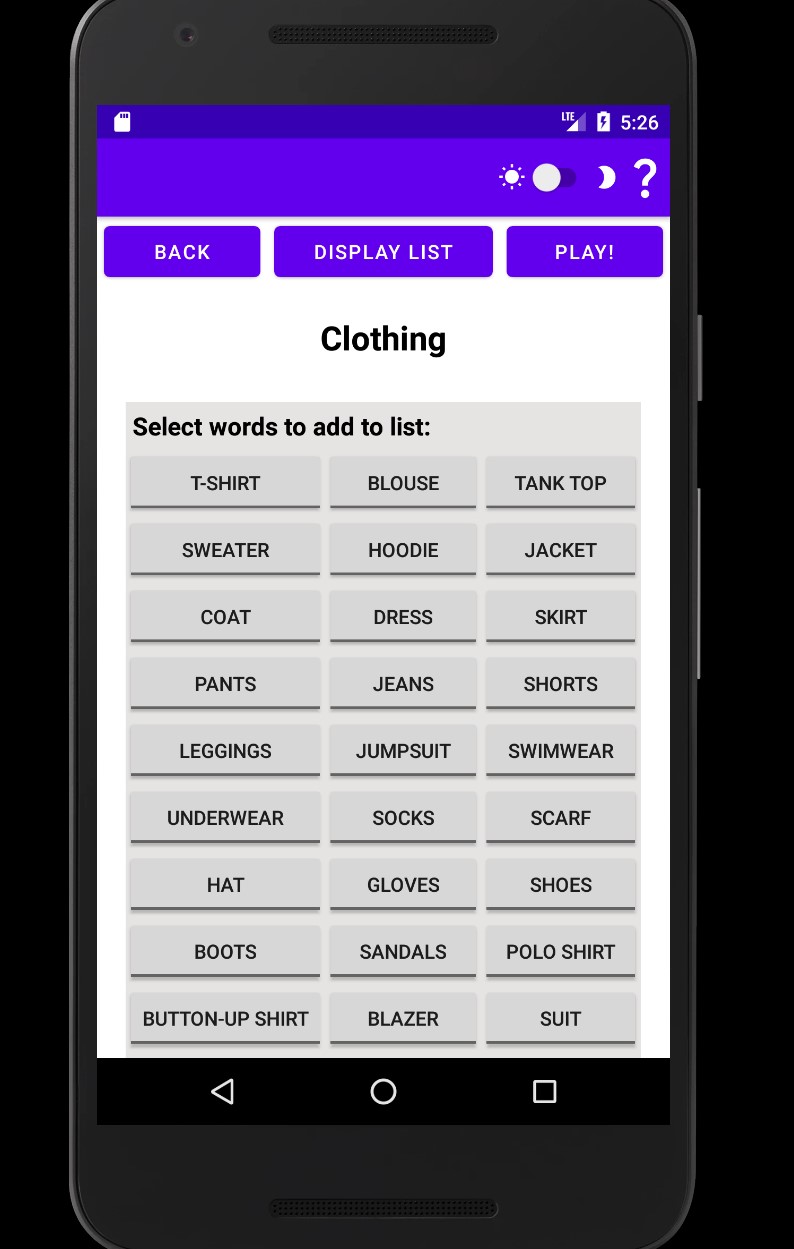 LTE 5:26
?
BACK DISPLAY LIST PLAY!
Clothing
Select words to add to list:
T-SHIRT BLOUSE TANK TOP
SWEATER HOODIE JACKET
COAT DRESS SKIRT
PANTS JEANS SHORTS
LEGGINGS JUMPSUIT SWIMWEAR
UNDERWEAR SOCKS SCARF
HAT GLOVES SHOES
BOOTS SANDALS POLO SHIRT
BUTTON-UP SHIRT BLAZER SUIT